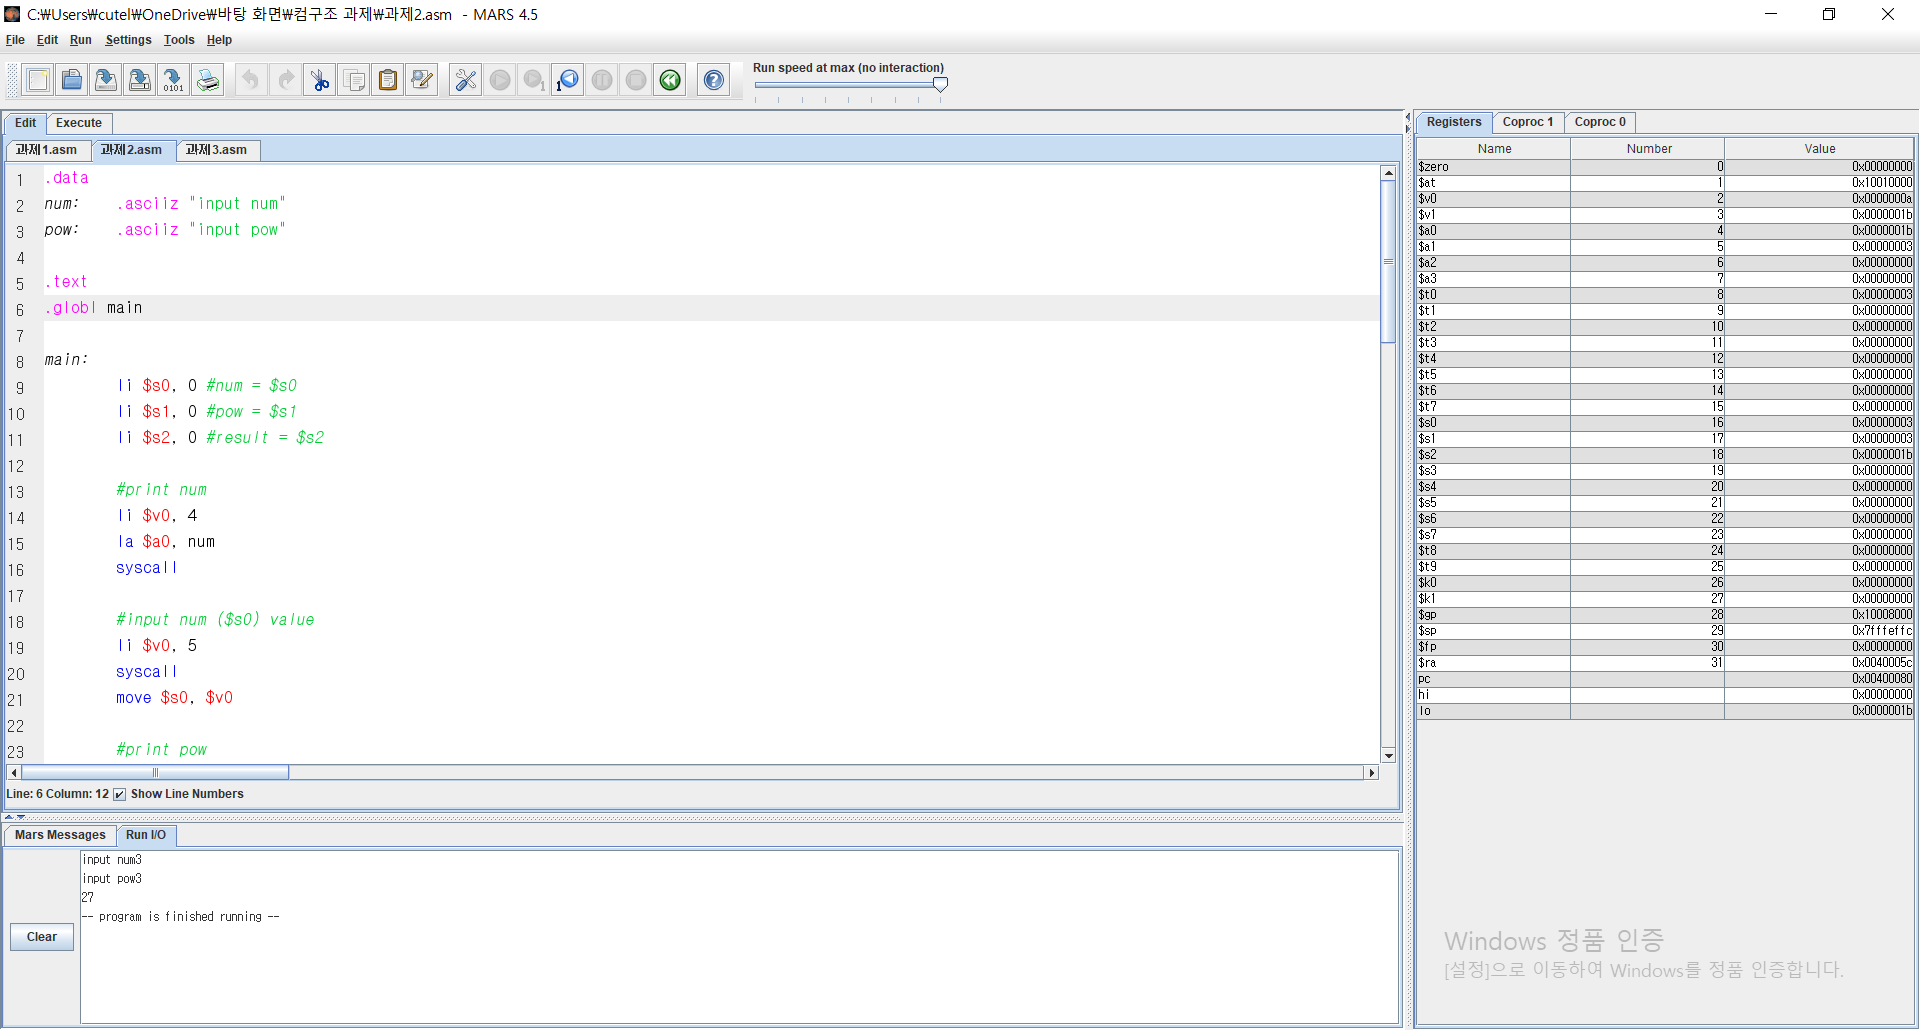 C:₩Users₩cutel₩OneDrive₩바탕 화면₩컴구조 과제₩과제2.asm - MARS 4.5
File Edit Run Settings Tools Help
Run speed at max (no interaction)
Edit Execute
과제1.asm 과제2.asm 과제3.asm
1 .data
2 num: .asciiz "input num"
3 pow: .asciiz "input pow"
4
5 .text
6 .globl main
7
8 main:
9 li $s0, 0 #num = $s0
10 li $s1, 0 #pow = $s1
11 li $s2, 0 #result = $s2
12
13 #print num
14 li $v0, 4
15 la $a0, num
16 syscall
17
18 #input num ($s0) value
19 li $v0, 5
20 syscall
21 move $s0, $v0
22
23 #print pow
Line: 6 Column: 12 Show Line Numbers
Mars Messages Run I/O
Clear
input num3
input pow3
27
-- program is finished running --
Registers Coproc 1 Coproc 0
Name Number Value
$zero 0 0x00000000
$at 1 0x10010000
$v0 2 0x0000000a
$v1 3 0x0000001b
$a0 4 0x0000001b
$a1 5 0x00000003
$a2 6 0x00000000
$a3 7 0x00000000
$t0 8 0x00000003
$t1 9 0x00000000
$t2 10 0x00000000
$t3 11 0x00000000
$t4 12 0x00000000
$t5 13 0x00000000
$t6 14 0x00000000
$t7 15 0x00000000
$s0 16 0x00000003
$s1 17 0x00000003
$s2 18 0x0000001b
$s3 19 0x00000000
$s4 20 0x00000000
$s5 21 0x00000000
$s6 22 0x00000000
$s7 23 0x00000000
$t8 24 0x00000000
$t9 25 0x00000000
$k0 26 0x00000000
$k1 27 0x00000000
$gp 28 0x10008000
$sp 29 0x7fffeffc
$fp 30 0x00000000
$ra 31 0x0040005c
pc 0x00400080
hi 0x00000000
lo 0x0000001b
Windows 정품 인증
[설정]으로 이동하여 Windows를 정품 인증합니다.